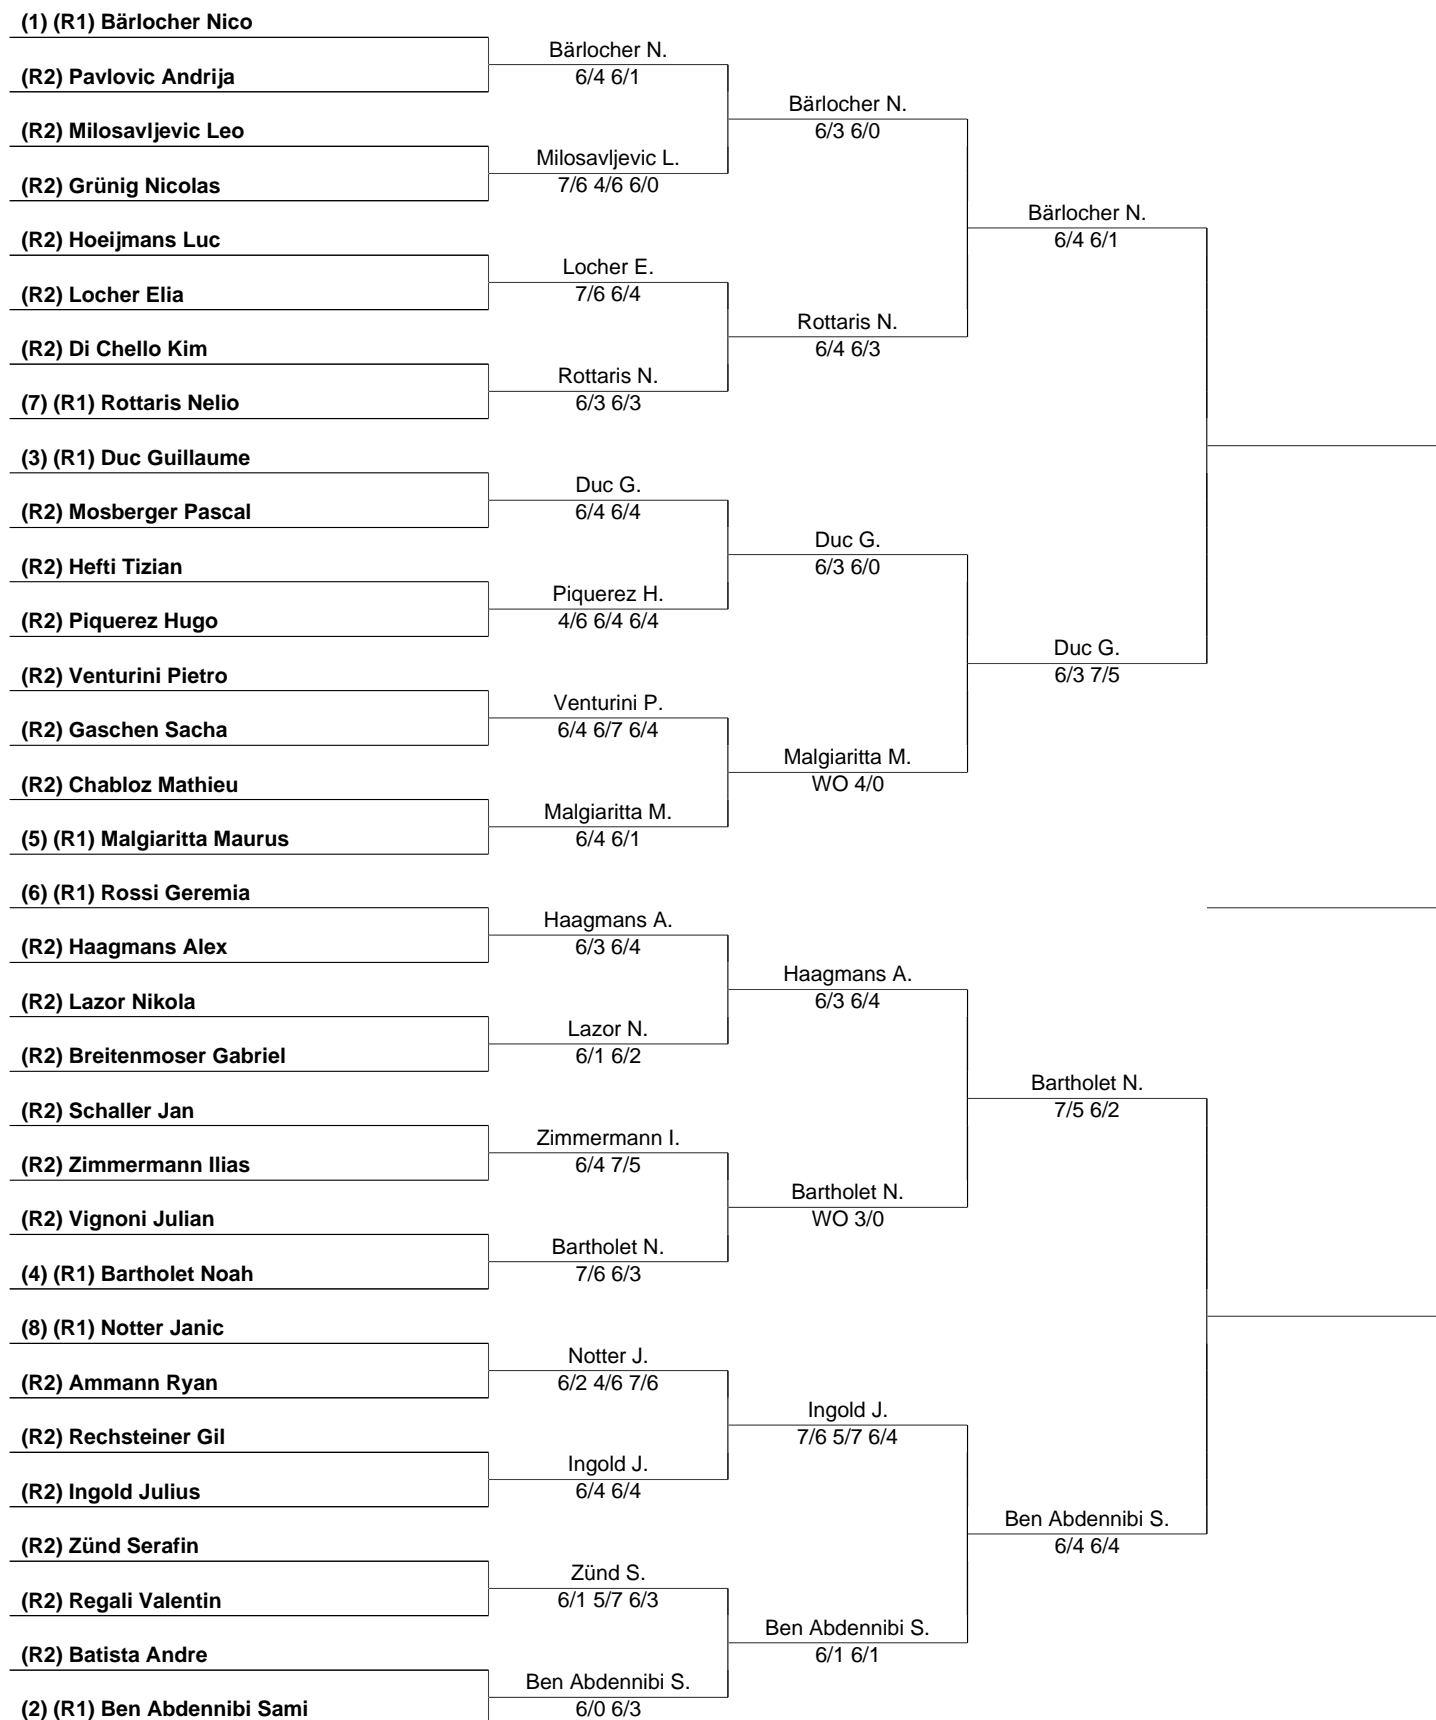 (1) (R1) Bärlocher Nico
(R2) Pavlovic Andrija
(R2) Milosavljevic Leo
(R2) Grünig Nicolas
(R2) Hoeijmans Luc
(R2) Locher Elia
(R2) Di Chello Kim
(7) (R1) Rottaris Nelio
(3) (R1) Duc Guillaume
(R2) Mosberger Pascal
(R2) Hefti Tizian
(R2) Piquerez Hugo
(R2) Venturini Pietro
(R2) Gaschen Sacha
(R2) Chabloz Mathieu
(5) (R1) Malgiaritta Maurus
(6) (R1) Rossi Geremia
(R2) Haagmans Alex
(R2) Lazor Nikola
(R2) Breitenmoser Gabriel
(R2) Schaller Jan
(R2) Zimmermann Ilias
(R2) Vignoni Julian
(4) (R1) Bartholet Noah
(8) (R1) Notter Janic
(R2) Ammann Ryan
(R2) Rechsteiner Gil
(R2) Ingold Julius
(R2) Zünd Serafin
(R2) Regali Valentin
(R2) Batista Andre
(2) (R1) Ben Abdennibi Sami
Bärlocher N.
6/4 6/1
Milosavljevic L.
7/6 4/6 6/0
Locher E.
7/6 6/4
Rottaris N.
6/3 6/3
Duc G.
6/4 6/4
Piquerez H.
4/6 6/4 6/4
Venturini P.
6/4 6/7 6/4
Malgiaritta M.
6/4 6/1
Haagmans A.
6/3 6/4
Lazor N.
6/1 6/2
Zimmermann I.
6/4 7/5
Bartholet N.
7/6 6/3
Notter J.
6/2 4/6 7/6
Ingold J.
6/4 6/4
Zünd S.
6/1 5/7 6/3
Ben Abdennibi S.
6/0 6/3
Bärlocher N.
6/3 6/0
Rottaris N.
6/4 6/3
Duc G.
6/3 6/0
Malgiaritta M.
WO 4/0
Haagmans A.
6/3 6/4
Bartholet N.
WO 3/0
Ingold J.
7/6 5/7 6/4
Ben Abdennibi S.
6/1 6/1
Bärlocher N.
6/4 6/1
Duc G.
6/3 7/5
Bartholet N.
7/5 6/2
Ben Abdennibi S.
6/4 6/4